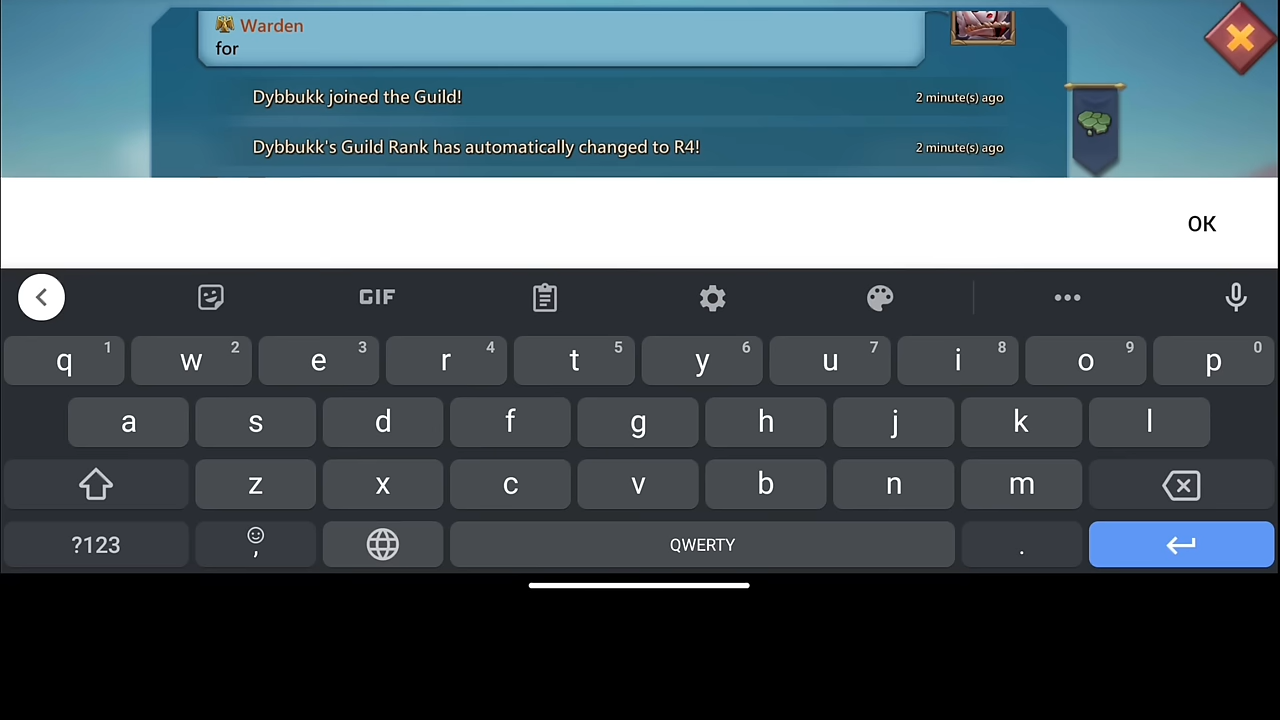 Warden
for
Dybbukk joined the Guild! 2 minute(s) ago
Dybbukk's Guild Rank has automatically changed to R4! 2 minute(s) ago
OK
GIF
q 1 w 2 e 3 r 4 t 5 y 6 u 7 i 8 o 9 p 0
a s d f g h j k l
z x c v b n m
?123 , QWERTY .